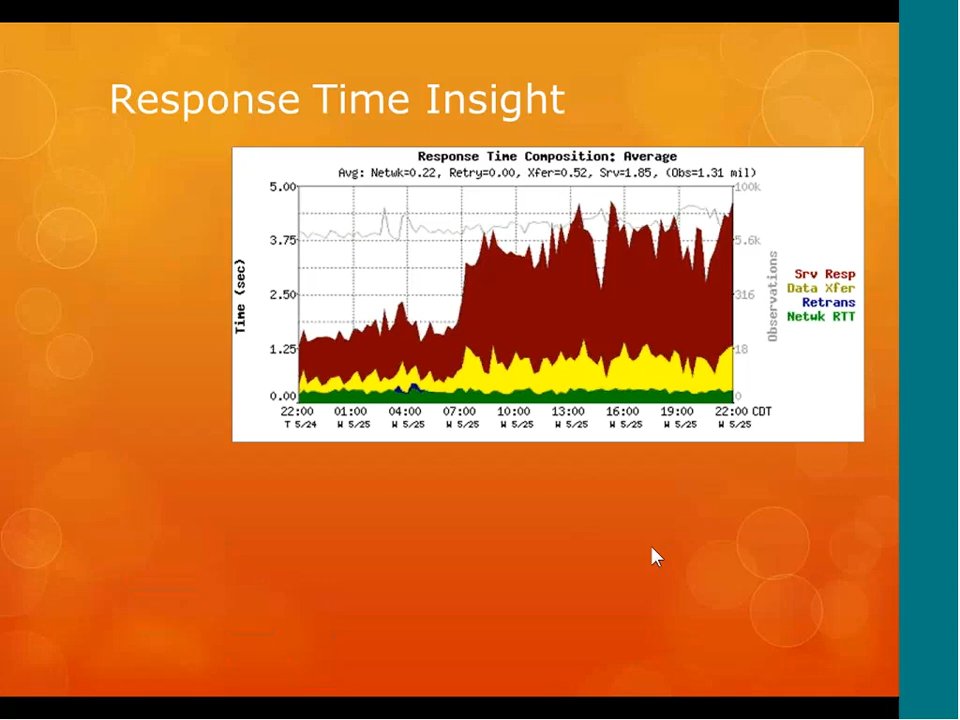 Response Time Insight
Response Time Composition: Average
Avg: Netwk=0.22, Retry=0.00, Xfer=0.52, Srv=1.85, (Obs=1.31 mil)
5.00
3.75
2.50
1.25
0.00
Time (sec)
100k
5.6k
316
18
0
Observations
Srv Resp
Data Xfer
Retrans
Netwk RTT
22:00 01:00 04:00 07:00 10:00 13:00 16:00 19:00 22:00 CDT
T 5/24 W 5/25 W 5/25 W 5/25 W 5/25 W 5/25 W 5/25 W 5/25 W 5/25